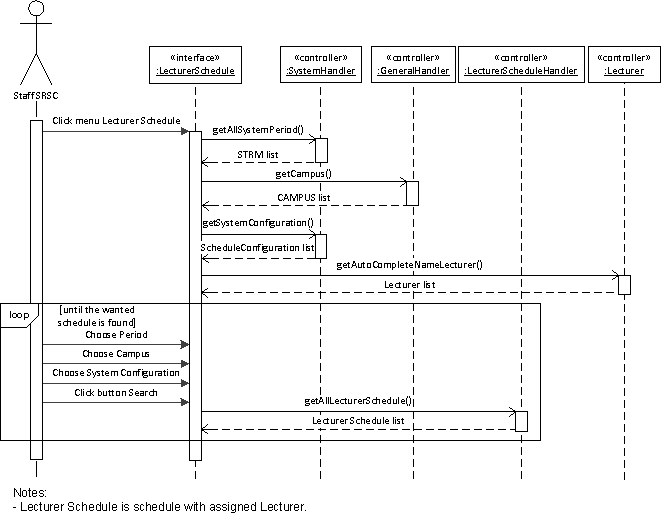 «interface»
:LecturerSchedule
«controller»
:SystemHandler
«controller»
:GeneralHandler
«controller»
:LecturerScheduleHandler
«controller»
:Lecturer
StaffSRSC
Click menu Lecturer Schedule
getAllSystemPeriod()
STRM list
getCampus()
CAMPUS list
getSystemConfiguration()
ScheduleConfiguration list
getAutoCompleteNameLecturer()
Lecturer list
loop
[until the wanted
schedule is found]
Choose Period
Choose Campus
Choose System Configuration
Click button Search
getAllLecturerSchedule()
LecturerSchedule list
Notes:
- Lecturer Schedule is schedule with assigned Lecturer.